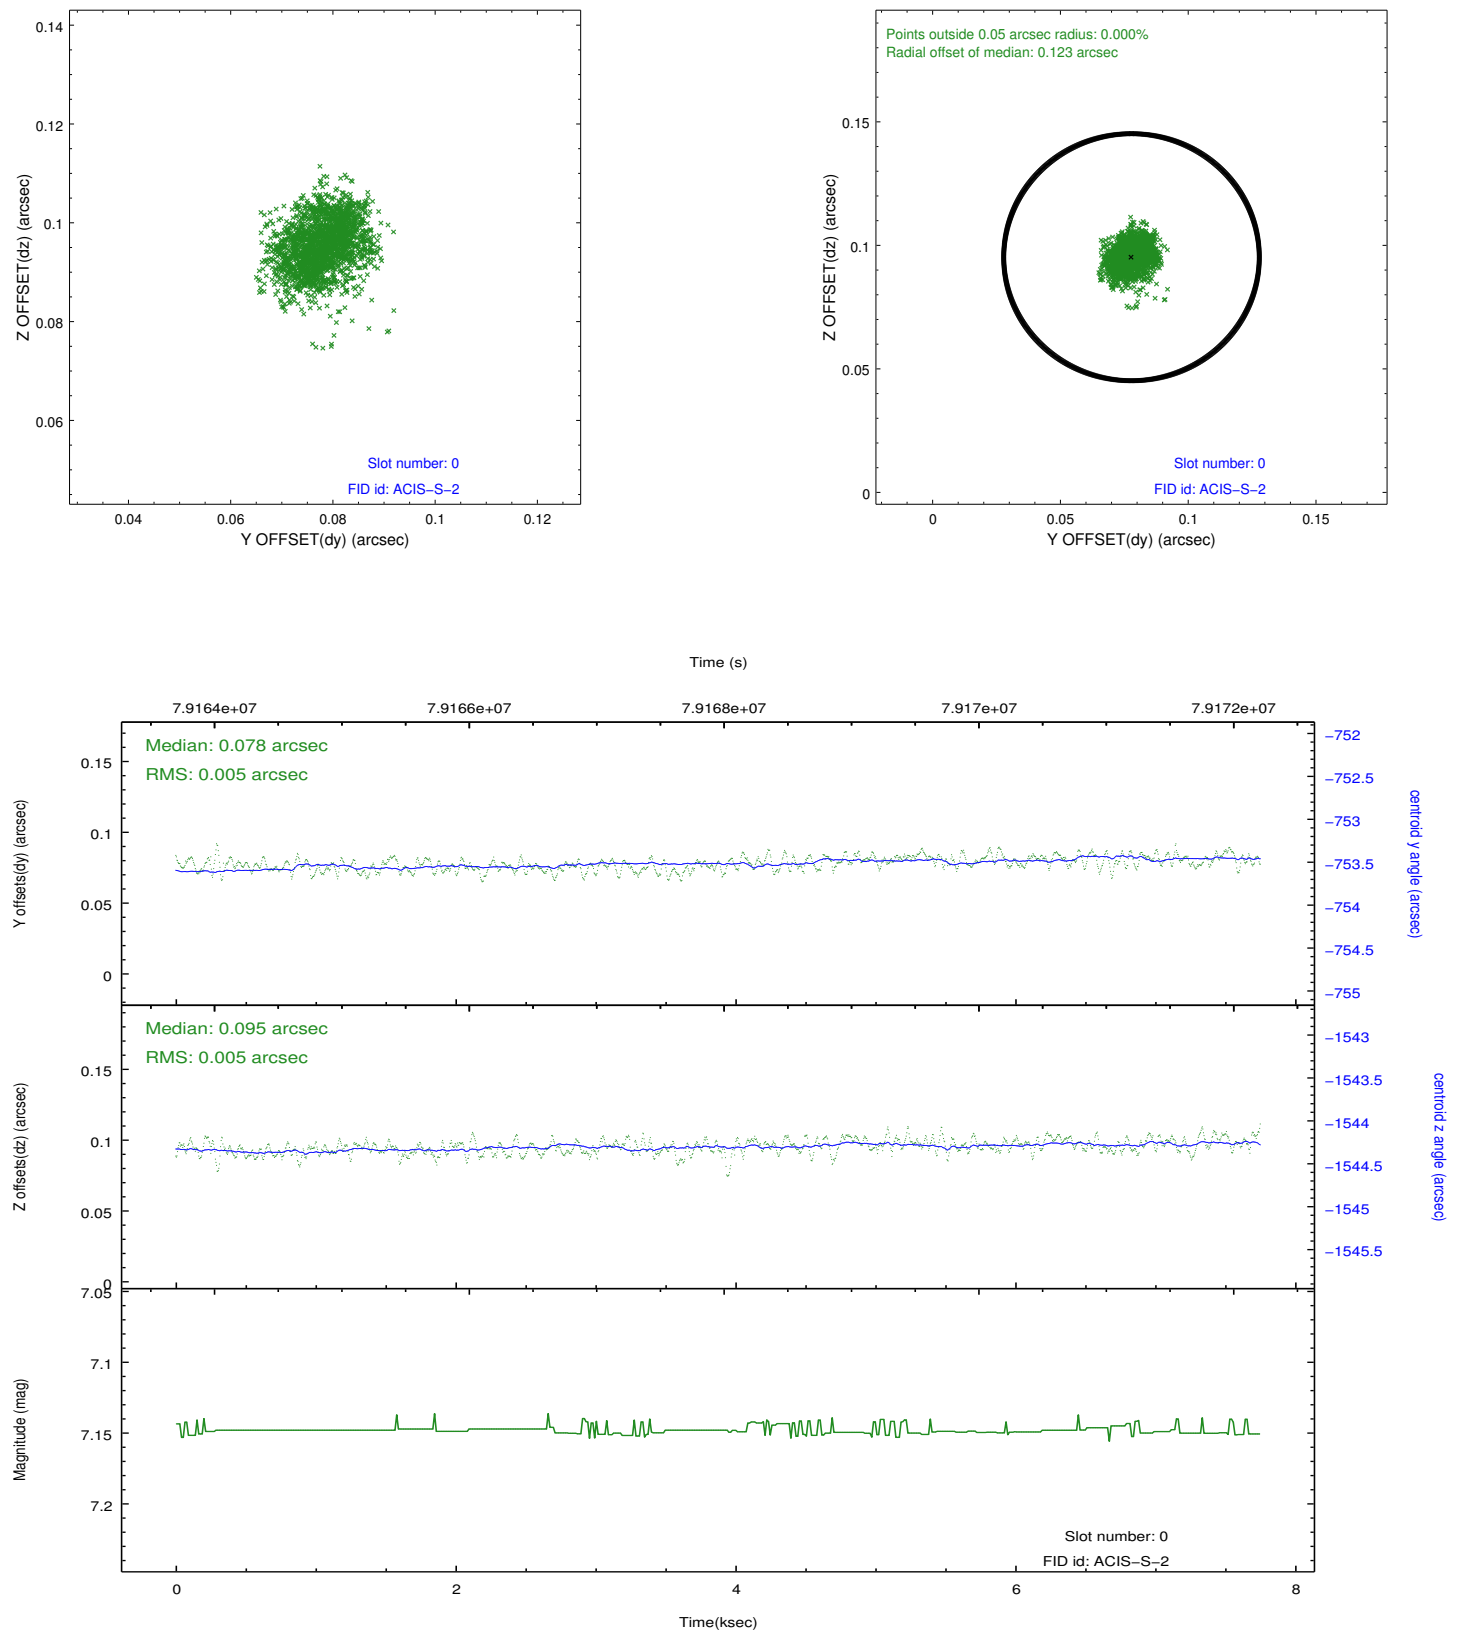 0.14
0.12
0.1
0.08
0.06
Z OFFSET(dz) (arcsec)
Slot number: 0
FID id: ACIS−S−2
0.04 0.06 0.08 0.1 0.12
Y OFFSET(dy) (arcsec)
Points outside 0.05 arcsec radius: 0.000%
Radial offset of median: 0.123 arcsec
0.15
0.1
0.05
0
Z OFFSET(dz) (arcsec)
Slot number: 0
FID id: ACIS−S−2
0 0.05 0.1 0.15
Y OFFSET(dy) (arcsec)
Time (s)
7.9164e+07 7.9166e+07 7.9168e+07 7.917e+07 7.9172e+07
Median: 0.078 arcsec
RMS: 0.005 arcsec
0.15
0.1
0.05
0
Y offsets(dy) (arcsec)
−752
−752.5
−753
−753.5
−754
−754.5
−755
centroid y angle (arcsec)
Median: 0.095 arcsec
RMS: 0.005 arcsec
0.15
0.1
0.05
0
Z offsets(dz) (arcsec)
−1543
−1543.5
−1544
−1544.5
−1545
−1545.5
centroid z angle (arcsec)
7.05
7.1
7.15
7.2
Magnitude (mag)
Slot number: 0
FID id: ACIS−S−2
0 2 4 6 8
Time(ksec)